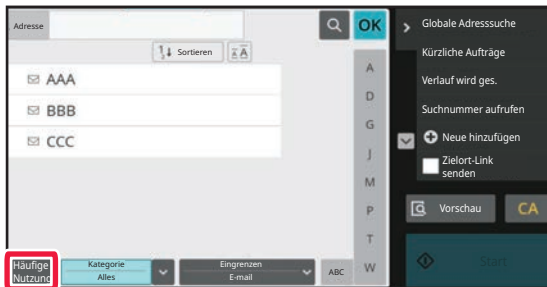 Adresse
OK
Sortieren
AAA
BBB
CCC
A
D
G
J
M
P
T
W
Häufige
Nutzung
Kategorie
Alles
Eingrenzen
E-mail
ABC
Globale Adresssuche
Kürzliche Aufträge
Verlauf wird ges.
Suchnummer aufrufen
Neue hinzufügen
Zielort-Link
senden
Vorschau
CA
Start